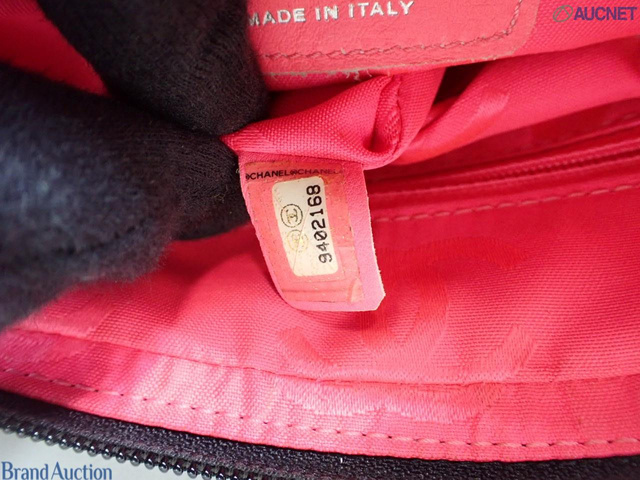 MADE IN ITALY
AUCNET
©CHANEL©CHANEL
9402168
Brand Auction